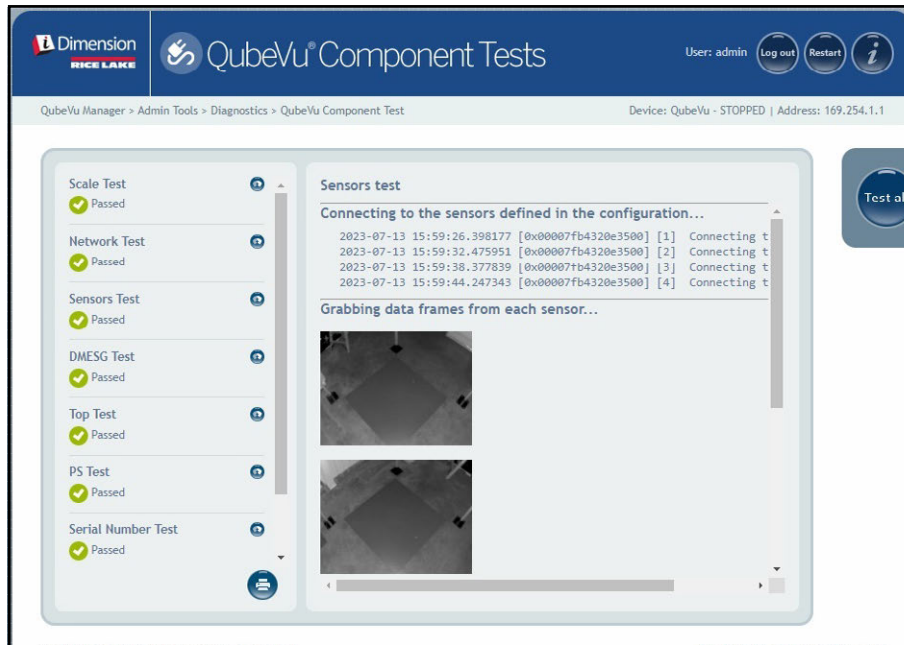 iDimension
RICE LAKE
QubeVu® Component Tests
User: admin
Log out
Restart
i
QubeVu Manager > Admin Tools > Diagnostics > QubeVu Component Test
Device: QubeVu - STOPPED | Address: 169.254.1.1
Scale Test
Passed
Network Test
Passed
Sensors Test
Passed
DMESG Test
Passed
Top Test
Passed
PS Test
Passed
Serial Number Test
Passed
Sensors test
Connecting to the sensors defined in the configuration...
2023-07-13 15:59:26.398177 [0x00007fb4320e3500] [1] Connecting t
2023-07-13 15:59:32.475951 [0x00007fb4320e3500] [2] Connecting t
2023-07-13 15:59:38.377839 [0x00007fb4320e3500] [3] Connecting t
2023-07-13 15:59:44.247343 [0x00007fb4320e3500] [4] Connecting t
Grabbing data frames from each sensor...
Test al